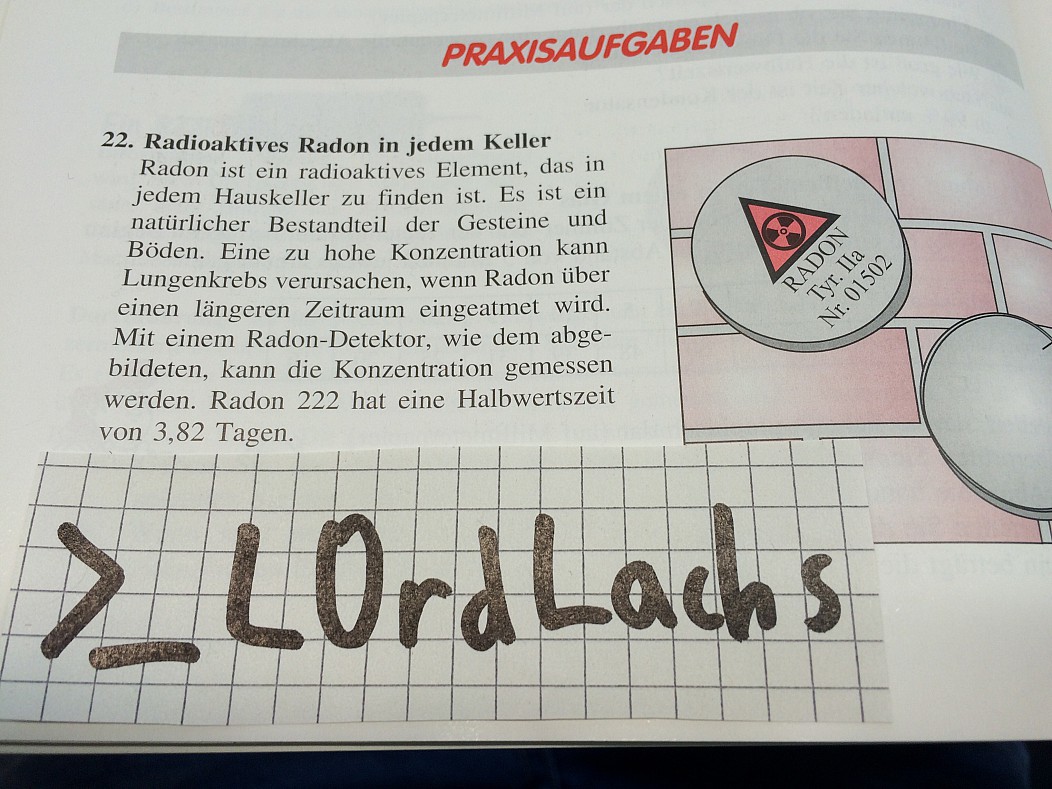 PRAXISAUFGABEN
22. Radioaktives Radon in jedem Keller
Radon ist ein radioaktives Element, das in
jedem Hauskeller zu finden ist. Es ist ein
natürlicher Bestandteil der Gesteine und
Böden. Eine zu hohe Konzentration kann
Lungenkrebs verursachen, wenn Radon über
einen längeren Zeitraum eingeatmet wird.
Mit einem Radon-Detektor, wie dem abge-
bildeten, kann die Konzentration gemessen
werden. Radon 222 hat eine Halbwertszeit
von 3,82 Tagen.
RADON
Tyr. IIa
Nr. 01502
>_LOrdLachs